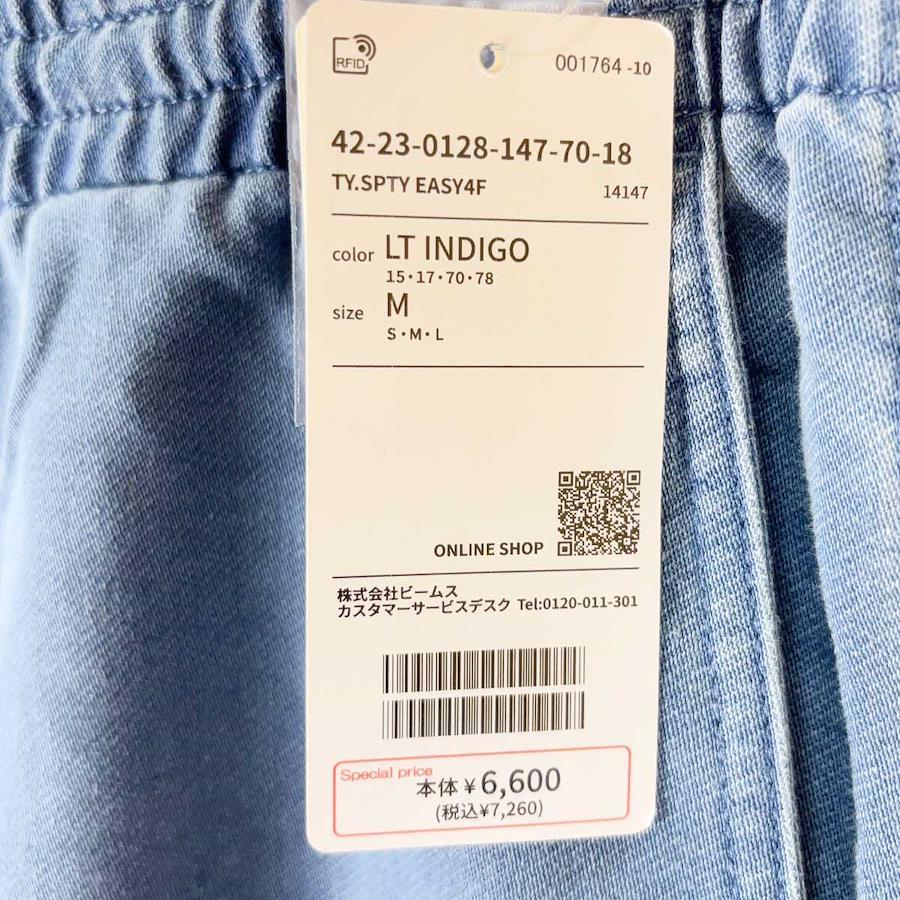 RFID
001764 -10
42-23-0128-147-70-18
TY.SPTY EASY4F 14147
color LT INDIGO
15・17・70・78
size M
S・M・L
ONLINE SHOP
株式会社ビームス
カスタマーサービスデスク Tel:0120-011-301
Special price
本体¥6,600
(税込¥7,260)